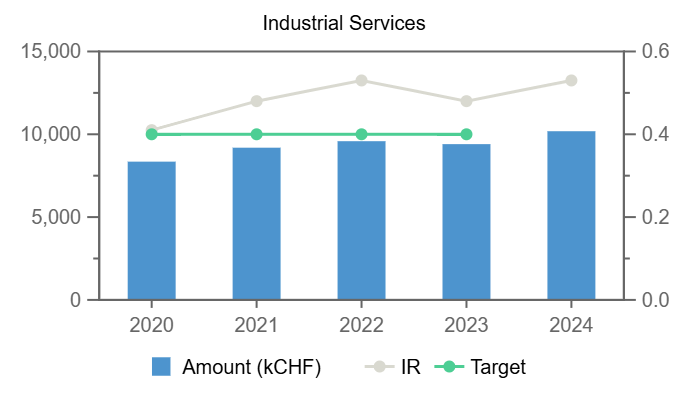 Industrial Services
15,000 0.6
10,000 0.4
5,000 0.2
0 0.0
2020 2021 2022 2023 2024
Amount (kCHF) IR Target